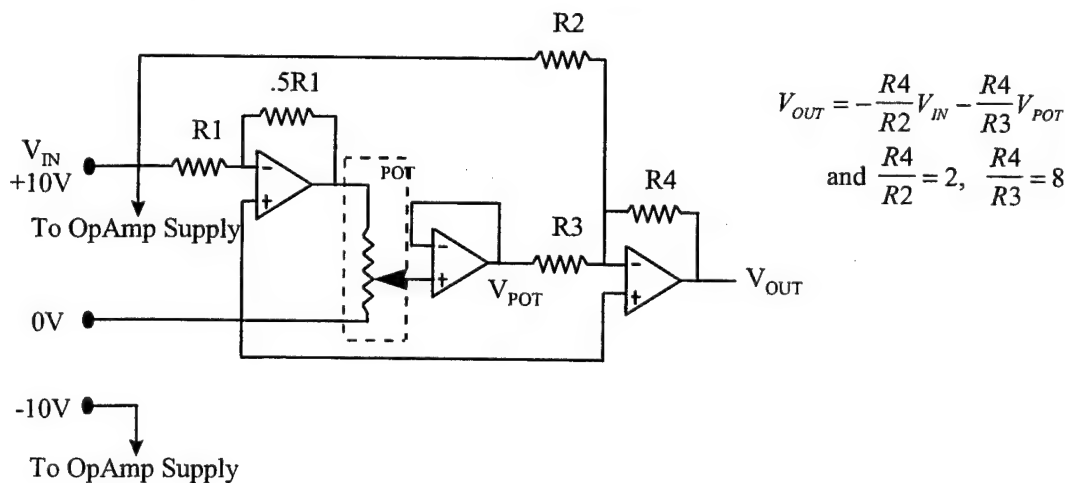 R2
.5R1
R1
V_IN
+10V
To OpAmp Supply
POT
-
+
-
+
V_POT
R3
R4
-
+
V_OUT
0V
-10V
To OpAmp Supply
V_OUT = - R4/R2 V_IN - R4/R3 V_POT
and R4/R2 = 2, R4/R3 = 8